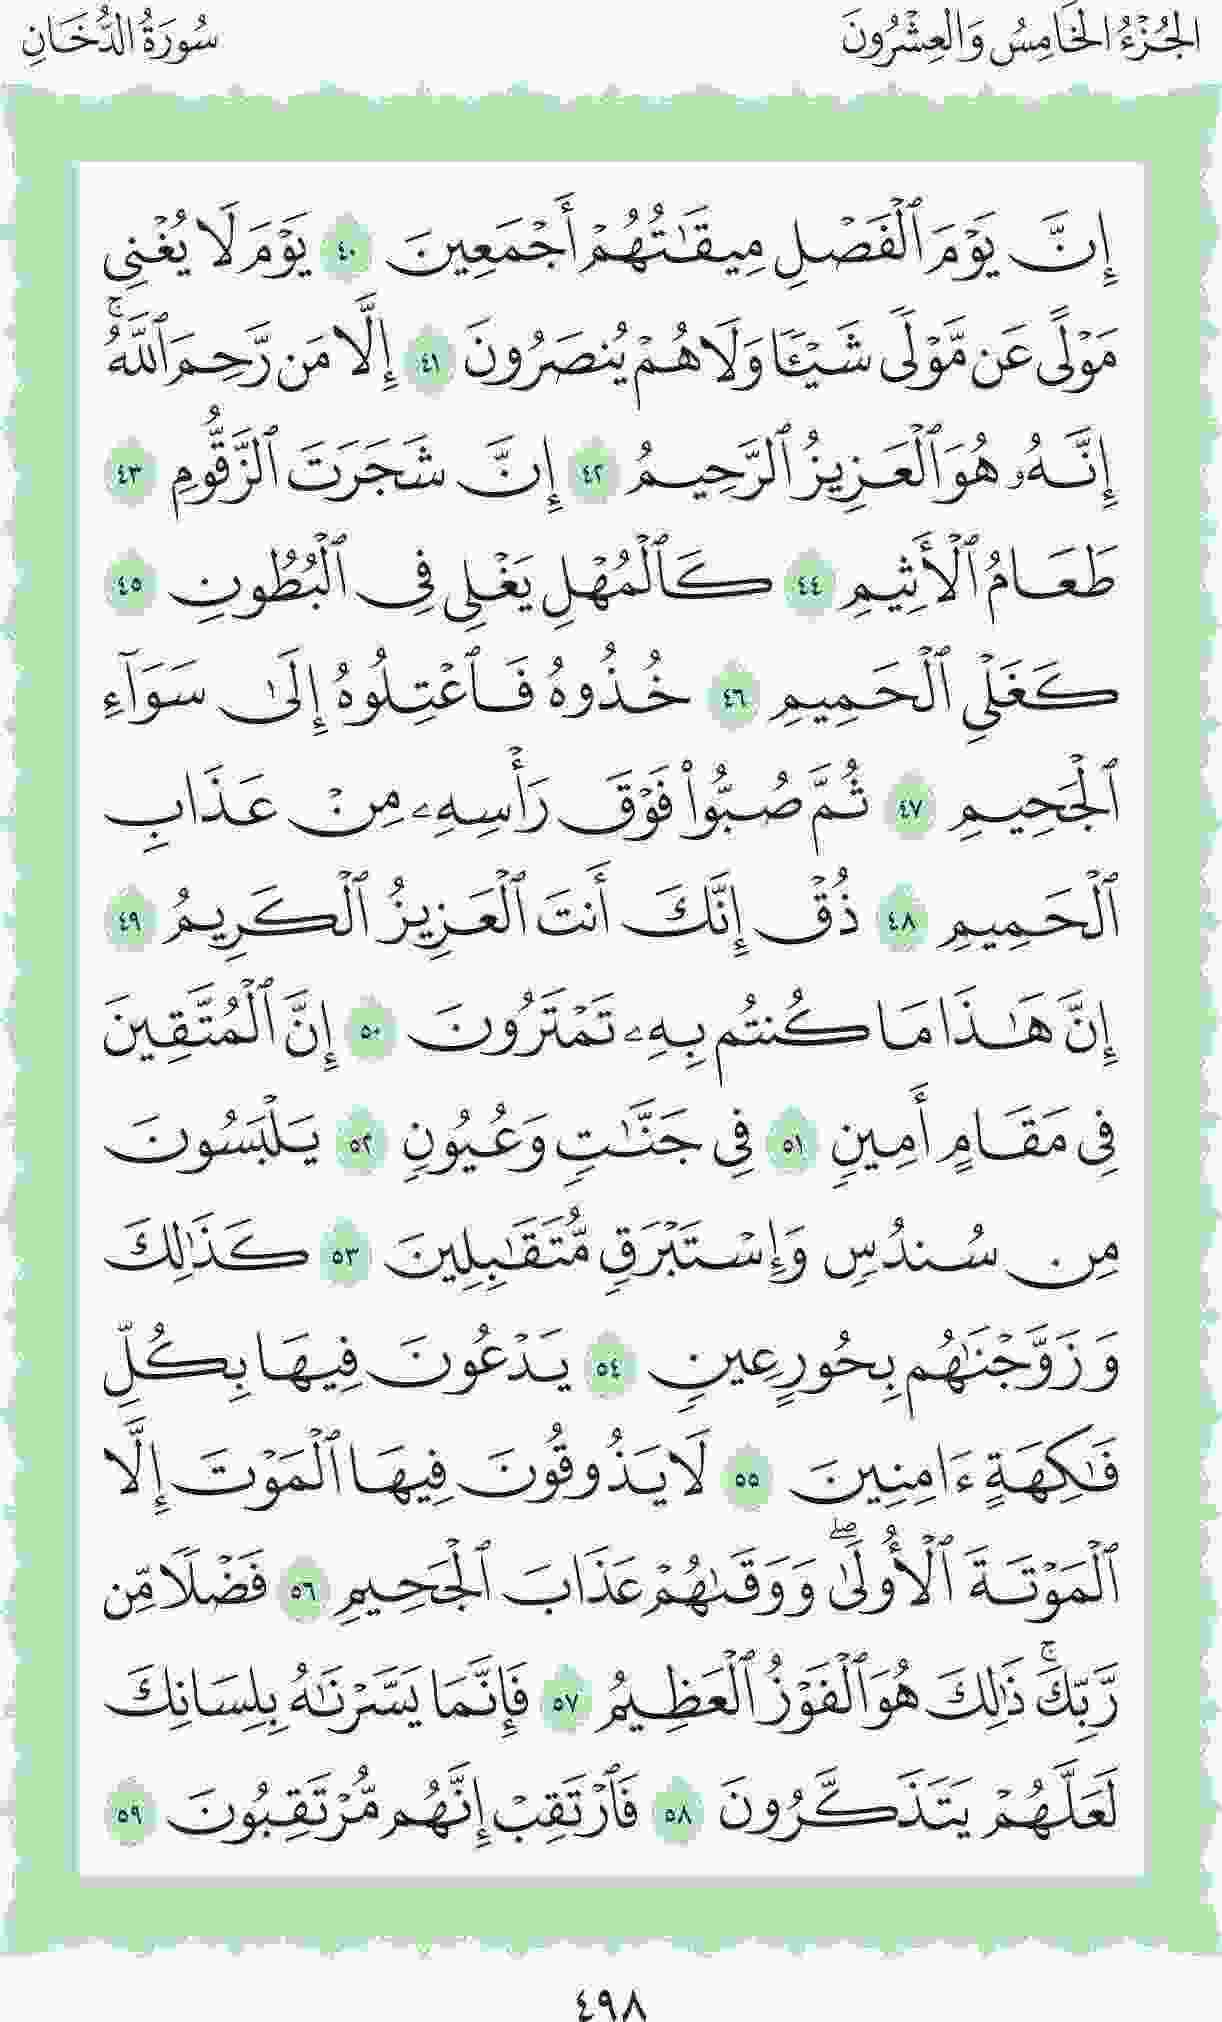 الجُزْءُ الخَامِسُ وَالعِشْرُونَ سُورَةُ الدُّخَانِ
إِنَّ يَوْمَ ٱلْفَصْلِ مِيقَٰتُهُمْ أَجْمَعِينَ ٤٠ يَوْمَ لَا يُغْنِى
مَوْلًى عَن مَّوْلًى شَيْـًٔا وَلَا هُمْ يُنصَرُونَ ٤١ إِلَّا مَن رَّحِمَ ٱللَّهُ ۚ
إِنَّهُۥ هُوَ ٱلْعَزِيزُ ٱلرَّحِيمُ ٤٢ إِنَّ شَجَرَتَ ٱلزَّقُّومِ ٤٣
طَعَامُ ٱلْأَثِيمِ ٤٤ كَٱلْمُهْلِ يَغْلِى فِى ٱلْبُطُونِ ٤٥
كَغَلْىِ ٱلْحَمِيمِ ٤٦ خُذُوهُ فَٱعْتِلُوهُ إِلَىٰ سَوَآءِ
ٱلْجَحِيمِ ٤٧ ثُمَّ صُبُّوا۟ فَوْقَ رَأْسِهِۦ مِنْ عَذَابِ
ٱلْحَمِيمِ ٤٨ ذُقْ إِنَّكَ أَنتَ ٱلْعَزِيزُ ٱلْكَرِيمُ ٤٩
إِنَّ هَٰذَا مَا كُنتُم بِهِۦ تَمْتَرُونَ ٥٠ إِنَّ ٱلْمُتَّقِينَ
فِى مَقَامٍ أَمِينٍ ٥١ فِى جَنَّٰتٍ وَعُيُونٍ ٥٢ يَلْبَسُونَ
مِن سُندُسٍ وَإِسْتَبْرَقٍ مُّتَقَٰبِلِينَ ٥٣ كَذَٰلِكَ
وَزَوَّجْنَٰهُم بِحُورٍ عِينٍ ٥٤ يَدْعُونَ فِيهَا بِكُلِّ
فَٰكِهَةٍ ءَامِنِينَ ٥٥ لَا يَذُوقُونَ فِيهَا ٱلْمَوْتَ إِلَّا
ٱلْمَوْتَةَ ٱلْأُولَىٰ ۖ وَوَقَىٰهُمْ عَذَابَ ٱلْجَحِيمِ ٥٦ فَضْلًا مِّن
رَّبِّكَ ۚ ذَٰلِكَ هُوَ ٱلْفَوْزُ ٱلْعَظِيمُ ٥٧ فَإِنَّمَا يَسَّرْنَٰهُ بِلِسَانِكَ
لَعَلَّهُمْ يَتَذَكَّرُونَ ٥٨ فَٱرْتَقِبْ إِنَّهُم مُّرْتَقِبُونَ ٥٩
٤٩٨